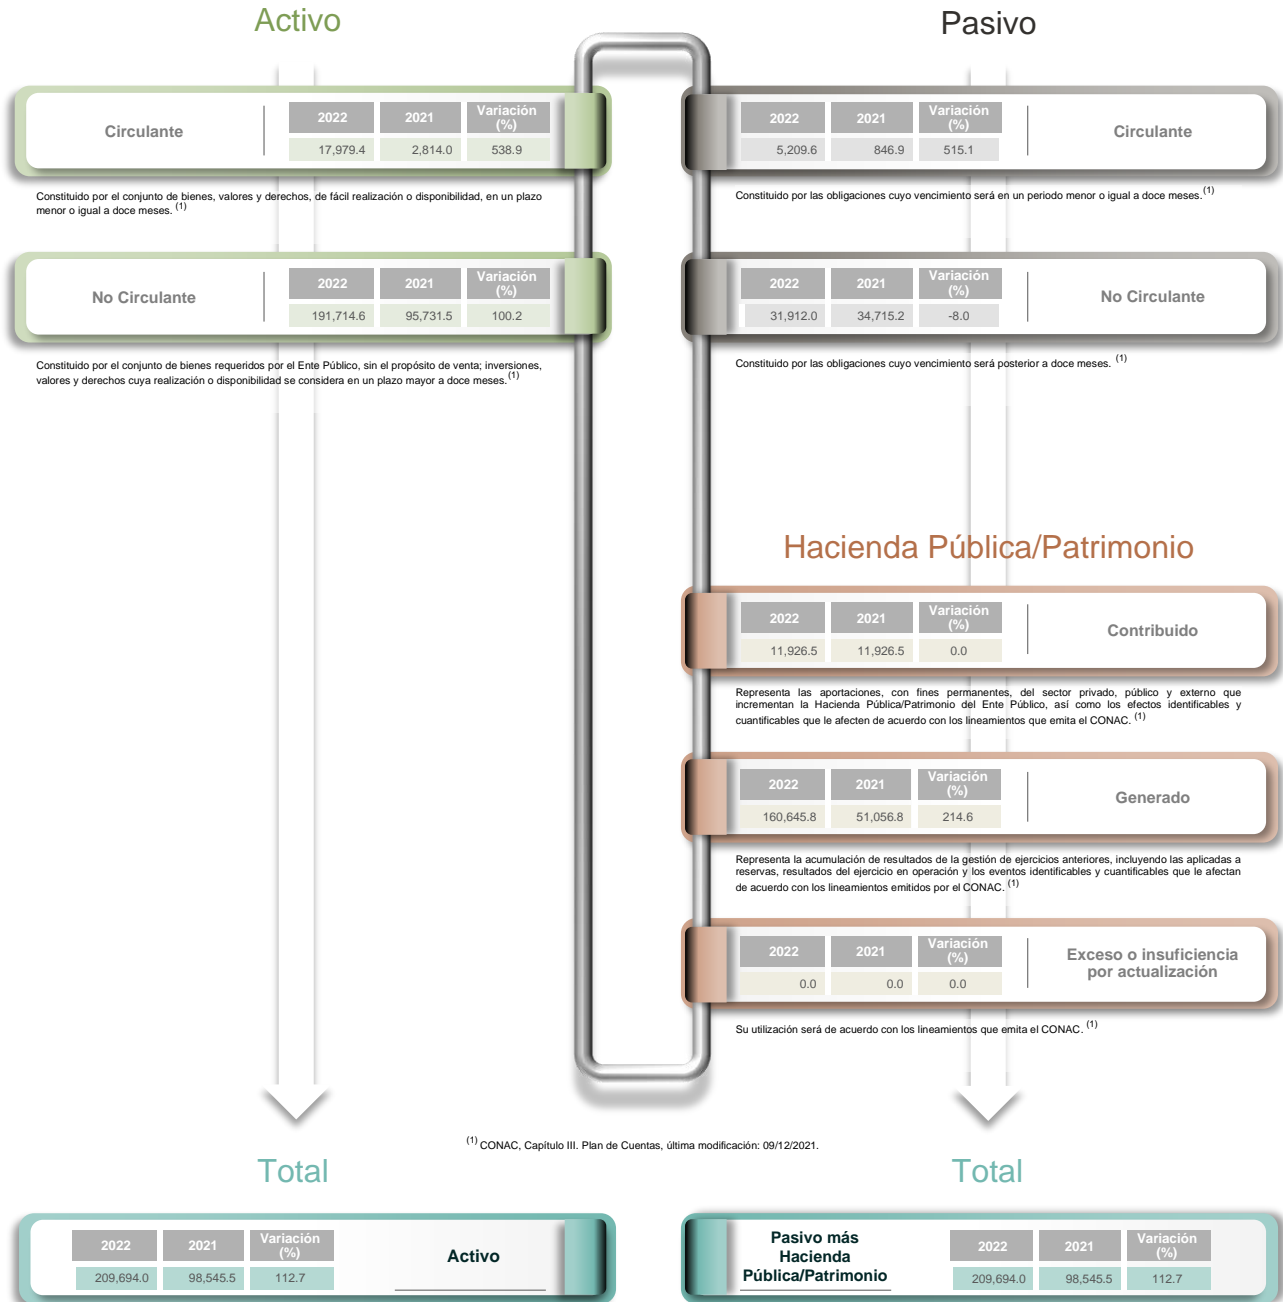 Activo
Circulante
2022 2021 Variación (%)
17,979.4 2,814.0 538.9
Constituido por el conjunto de bienes, valores y derechos, de fácil realización o disponibilidad, en un plazo
menor o igual a doce meses. (1)
No Circulante
2022 2021 Variación (%)
191,714.6 95,731.5 100.2
Constituido por el conjunto de bienes requeridos por el Ente Público, sin el propósito de venta; inversiones,
valores y derechos cuya realización o disponibilidad se considera en un plazo mayor a doce meses. (1)
Pasivo
2022 2021 Variación (%)
5,209.6 846.9 515.1
Circulante
Constituido por las obligaciones cuyo vencimiento será en un periodo menor o igual a doce meses. (1)
2022 2021 Variación (%)
31,912.0 34,715.2 -8.0
No Circulante
Constituido por las obligaciones cuyo vencimiento será posterior a doce meses. (1)
Hacienda Pública/Patrimonio
2022 2021 Variación (%)
11,926.5 11,926.5 0.0
Contribuido
Representa las aportaciones, con fines permanentes, del sector privado, público y externo que
incrementan la Hacienda Pública/Patrimonio del Ente Público, así como los efectos identificables y
cuantificables que le afecten de acuerdo con los lineamientos que emita el CONAC. (1)
2022 2021 Variación (%)
160,645.8 51,056.8 214.6
Generado
Representa la acumulación de resultados de la gestión de ejercicios anteriores, incluyendo las aplicadas a
reservas, resultados del ejercicio en operación y los eventos identificables y cuantificables que le afectan
de acuerdo con los lineamientos emitidos por el CONAC. (1)
2022 2021 Variación (%)
0.0 0.0 0.0
Exceso o insuficiencia
por actualización
Su utilización será de acuerdo con los lineamientos que emita el CONAC. (1)
(1) CONAC, Capítulo III. Plan de Cuentas, última modificación: 09/12/2021.
Total
2022 2021 Variación (%)
209,694.0 98,545.5 112.7
Activo
Total
Pasivo más
Hacienda
Pública/Patrimonio
2022 2021 Variación (%)
209,694.0 98,545.5 112.7